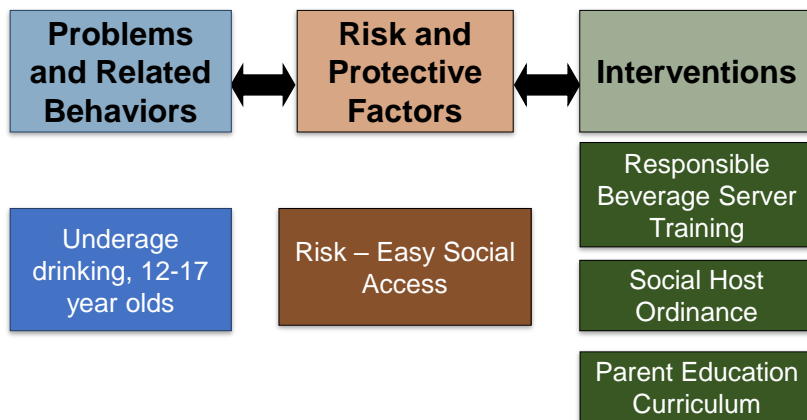 Problems
and Related
Behaviors
Risk and
Protective
Factors
Interventions
Underage
drinking, 12-17
year olds
Risk – Easy Social
Access
Responsible
Beverage Server
Training
Social Host
Ordinance
Parent Education
Curriculum